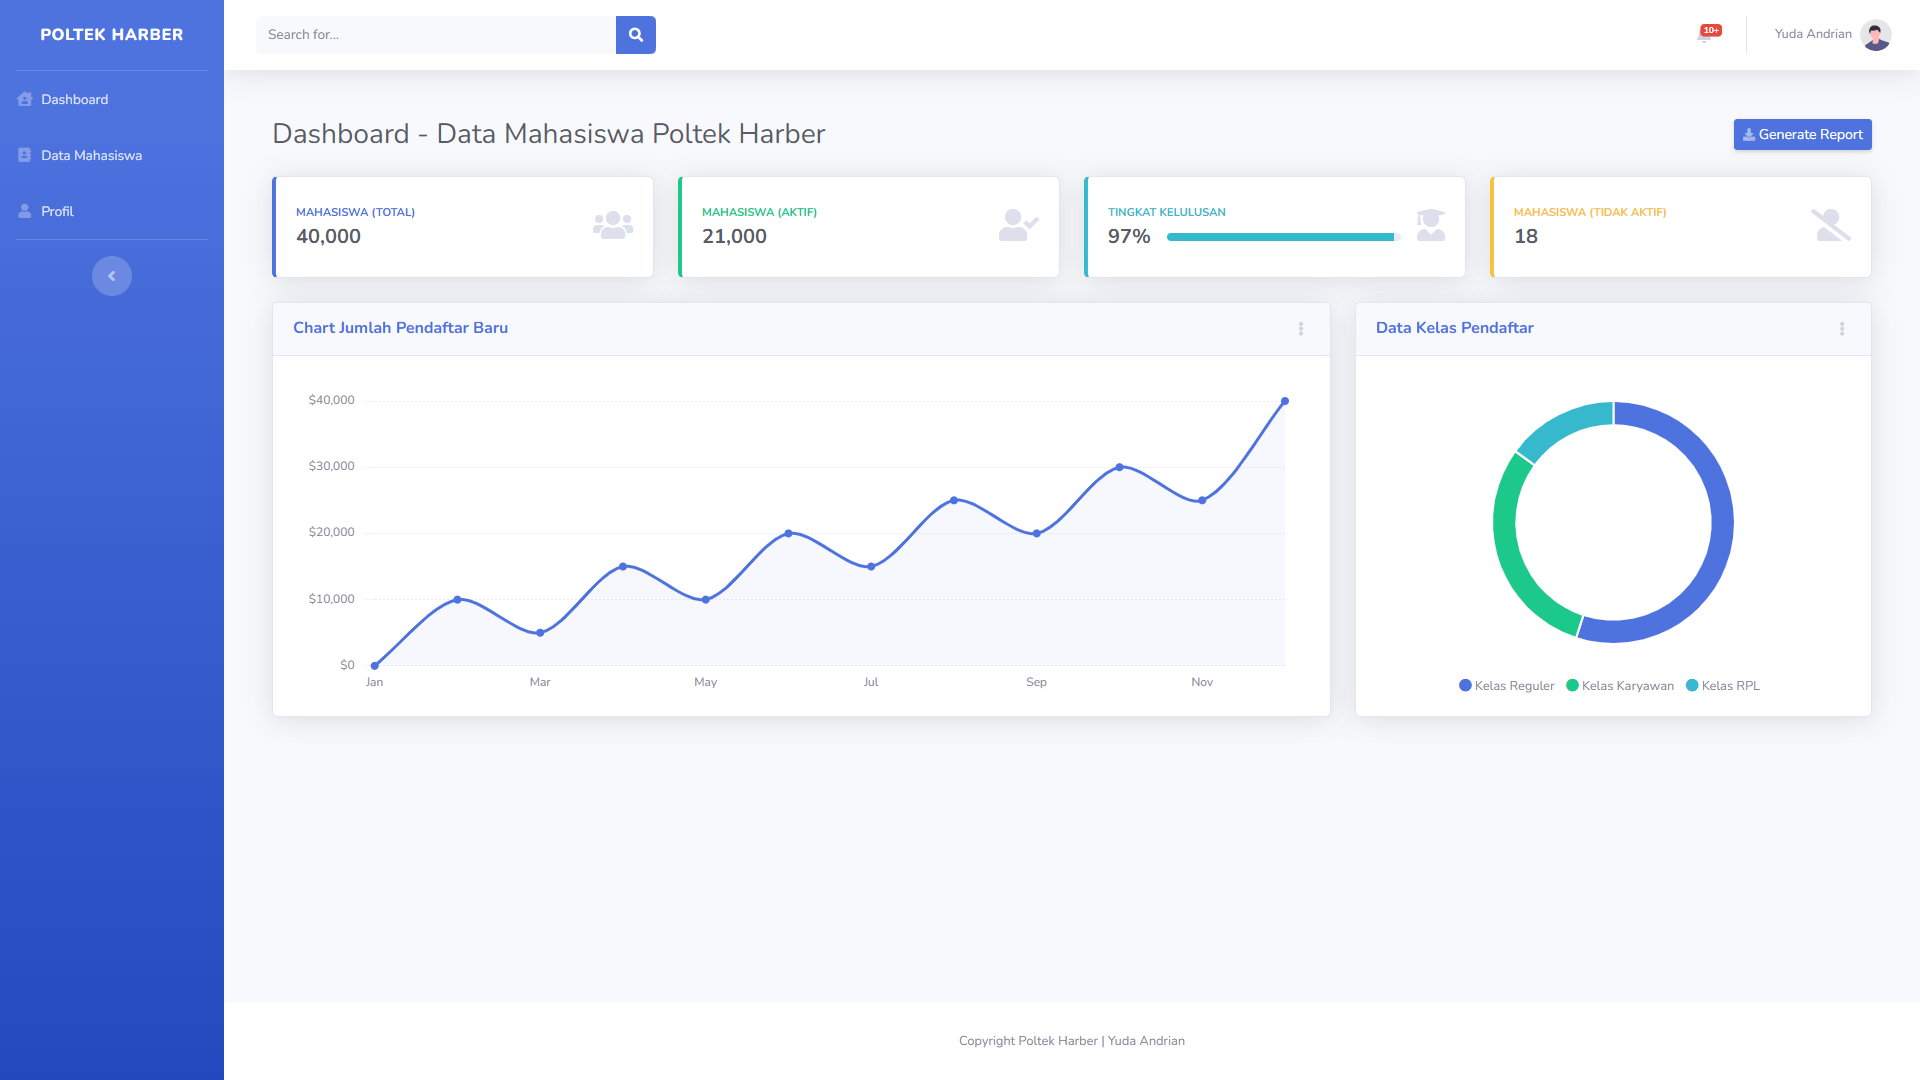 POLTEK HARBER
Dashboard
Data Mahasiswa
Profil
Search for...
10+
Yuda Andrian
Dashboard - Data Mahasiswa Poltek Harber
Generate Report
MAHASISWA (TOTAL)
40,000
MAHASISWA (AKTIF)
21,000
TINGKAT KELULUSAN
97%
MAHASISWA (TIDAK AKTIF)
18
Chart Jumlah Pendaftar Baru
$40,000
$30,000
$20,000
$10,000
$0
Jan Mar May Jul Sep Nov
Data Kelas Pendaftar
Kelas Reguler Kelas Karyawan Kelas RPL
Copyright Poltek Harber | Yuda Andrian